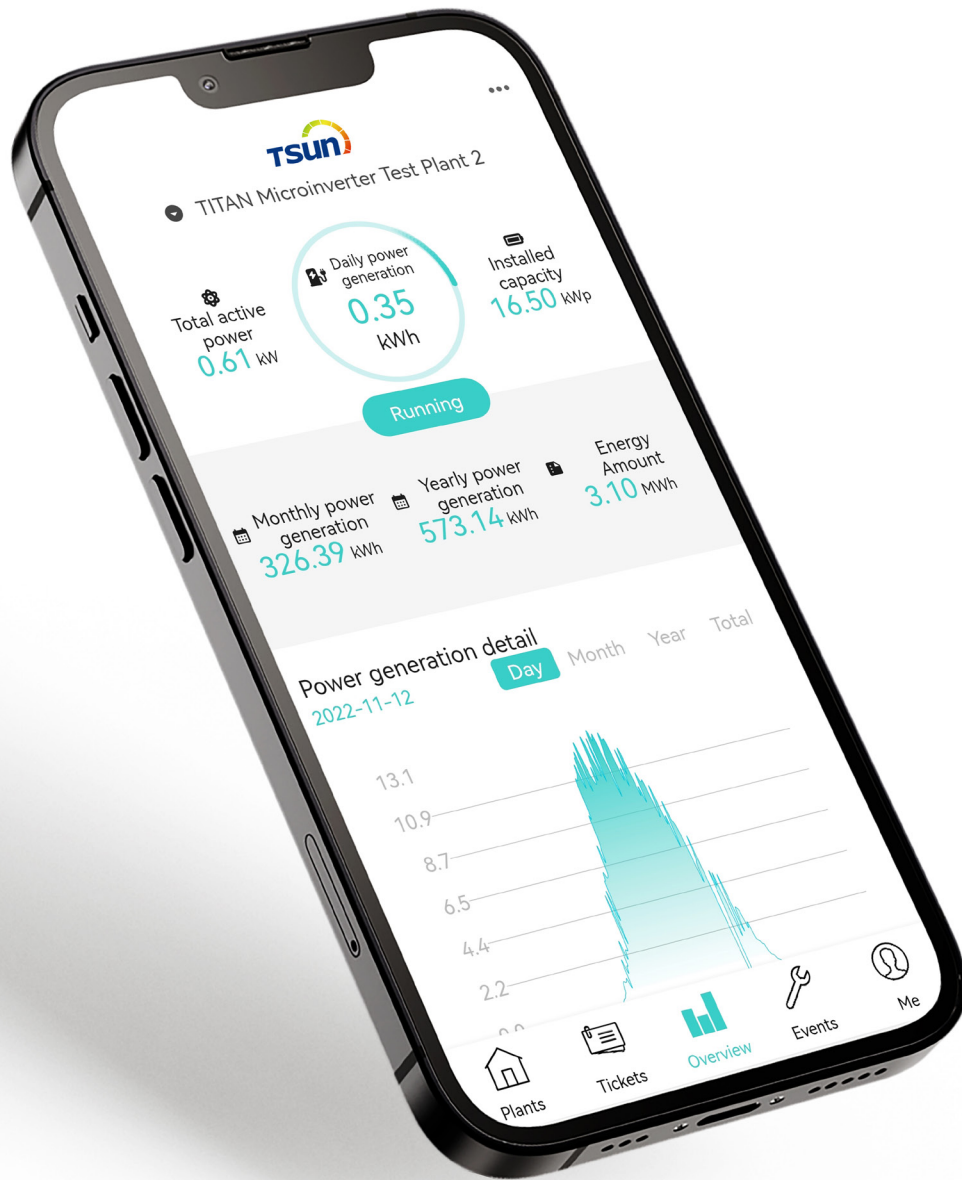 TSUN
TITAN Microinverter Test Plant 2
Total active
power
0.61 kW
Daily power
generation
0.35
kWh
Installed
capacity
16.50 kWp
Running
Monthly power
generation
326.39 kWh
Yearly power
generation
573.14 kWh
Energy
Amount
3.10 MWh
Power generation detail
2022-11-12
Day Month Year Total
13.1
10.9
8.7
6.5
4.4
2.2
0.0
Plants
Tickets
Overview
Events
Me